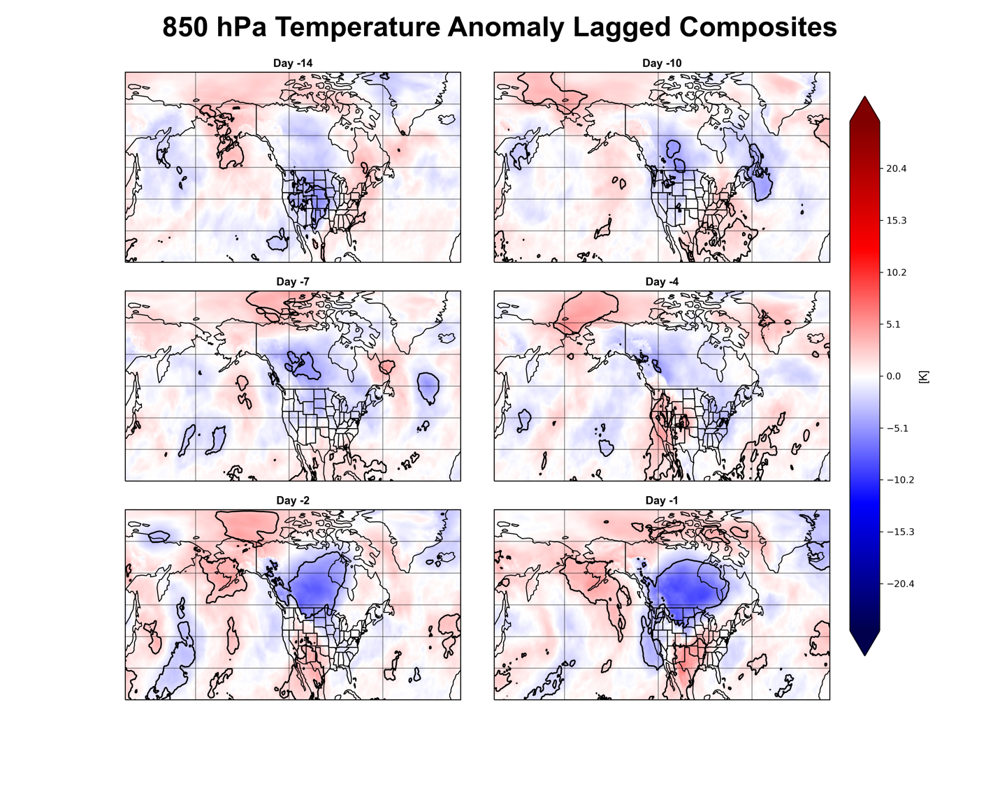 850 hPa Temperature Anomaly Lagged Composites
Day -14
Day -10
Day -7
Day -4
Day -2
Day -1
20.4
15.3
10.2
5.1
0.0
−5.1
−10.2
−15.3
−20.4
[K]